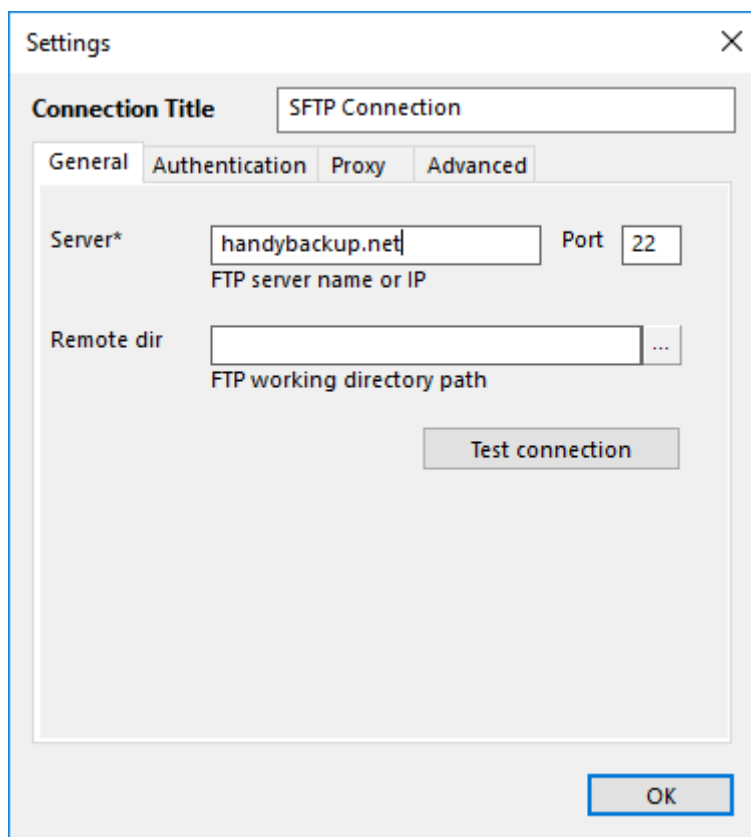 Settings
Connection Title SFTP Connection
General Authentication Proxy Advanced
Server* handybackup.net Port 22
FTP server name or IP
Remote dir ...
FTP working directory path
Test connection
OK